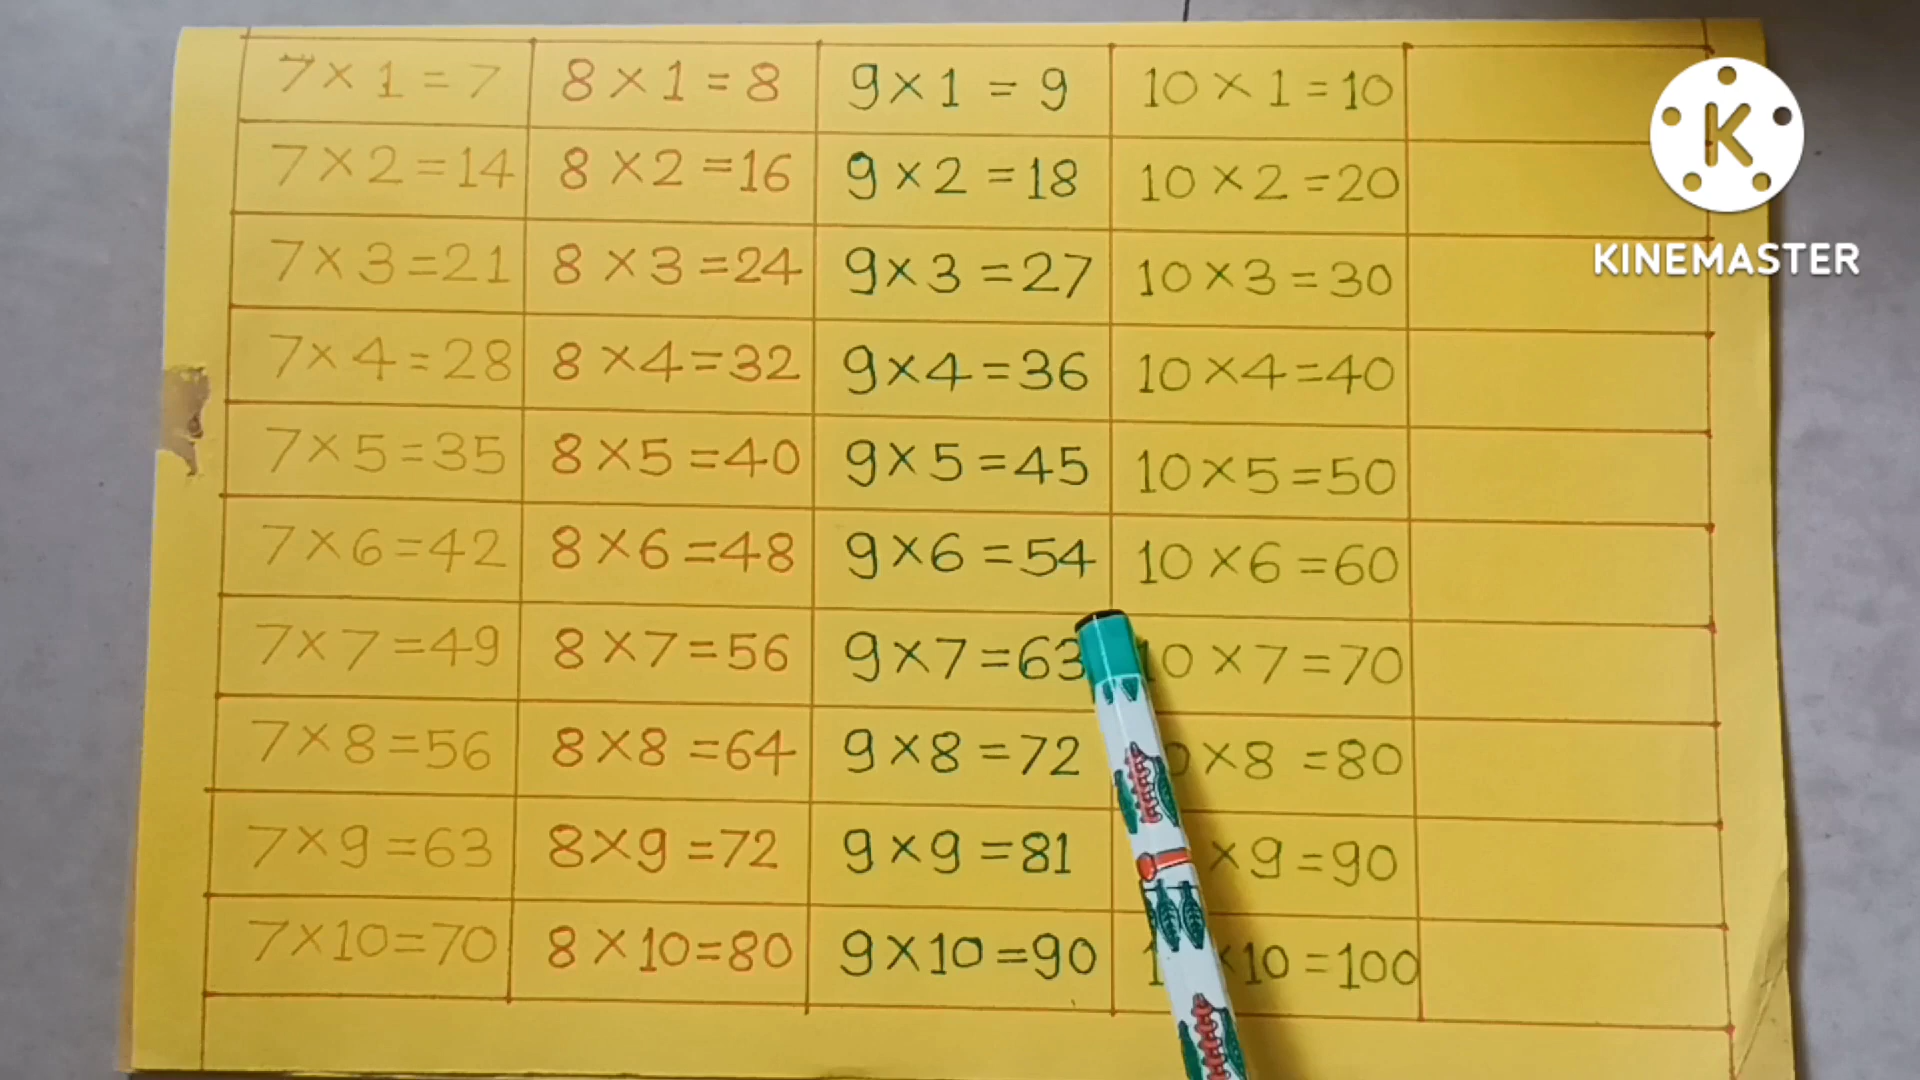 7 × 1 = 7 8 × 1 = 8 9 × 1 = 9 10 × 1 = 10
7 × 2 = 14 8 × 2 = 16 9 × 2 = 18 10 × 2 = 20
7 × 3 = 21 8 × 3 = 24 9 × 3 = 27 10 × 3 = 30
7 × 4 = 28 8 × 4 = 32 9 × 4 = 36 10 × 4 = 40
7 × 5 = 35 8 × 5 = 40 9 × 5 = 45 10 × 5 = 50
7 × 6 = 42 8 × 6 = 48 9 × 6 = 54 10 × 6 = 60
7 × 7 = 49 8 × 7 = 56 9 × 7 = 63 10 × 7 = 70
7 × 8 = 56 8 × 8 = 64 9 × 8 = 72 0 × 8 = 80
7 × 9 = 63 8 × 9 = 72 9 × 9 = 81 × 9 = 90
7 × 10 = 70 8 × 10 = 80 9 × 10 = 90 1 × 10 = 100
K
KINEMASTER